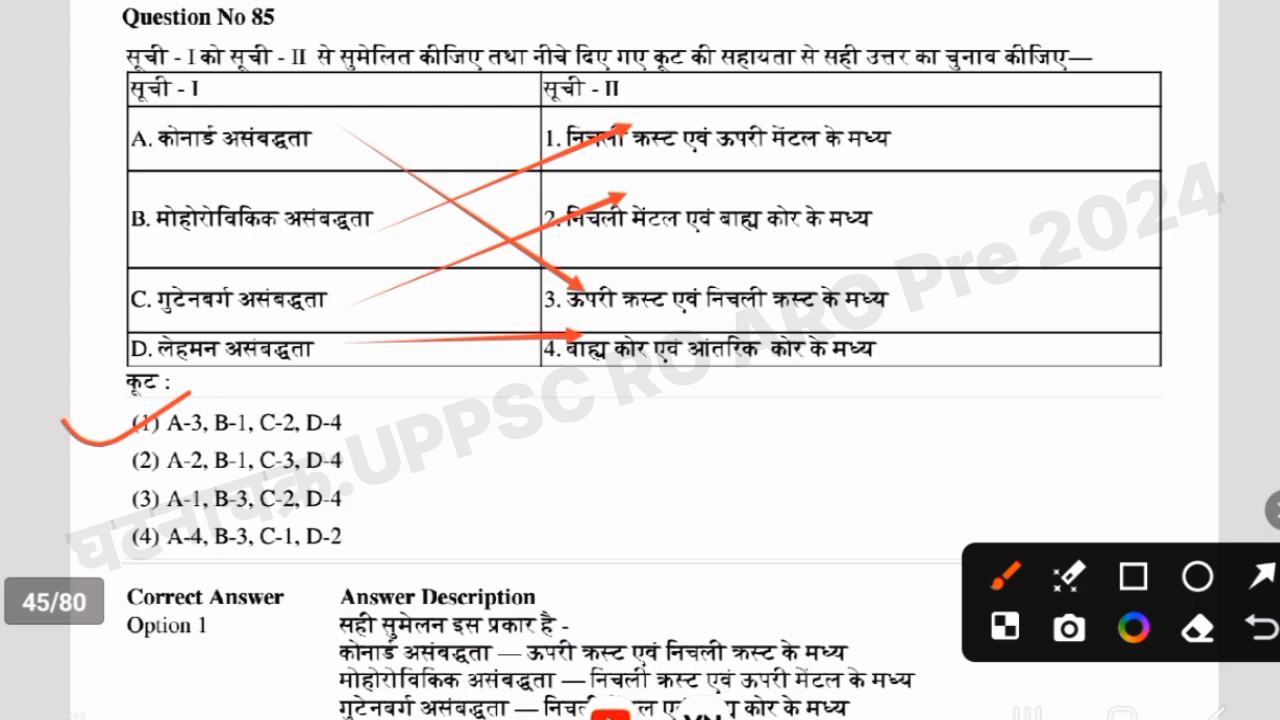 Question No 85
सूची - I को सूची - II से सुमेलित कीजिए तथा नीचे दिए गए कूट की सहायता से सही उत्तर का चुनाव कीजिए—
सूची - I सूची - II
A. कोनार्ड असंबद्धता 1. निचली क्रस्ट एवं ऊपरी मेंटल के मध्य
B. मोहोरोविकिक असंबद्धता 2. निचली मेंटल एवं बाह्य कोर के मध्य
C. गुटेनबर्ग असंबद्धता 3. ऊपरी क्रस्ट एवं निचली क्रस्ट के मध्य
D. लेहमन असंबद्धता 4. बाह्य कोर एवं आंतरिक कोर के मध्य
कूट :
(1) A-3, B-1, C-2, D-4
(2) A-2, B-1, C-3, D-4
(3) A-1, B-3, C-2, D-4
(4) A-4, B-3, C-1, D-2
घटनाचक्र.UPPSC RO ARO Pre 2024
45/80
Correct Answer Answer Description
Option 1 सही सुमेलन इस प्रकार है -
कोनार्ड असंबद्धता — ऊपरी क्रस्ट एवं निचली क्रस्ट के मध्य
मोहोरोविकिक असंबद्धता — निचली क्रस्ट एवं ऊपरी मेंटल के मध्य
गुटेनबर्ग असंबद्धता — कोर के मध्य